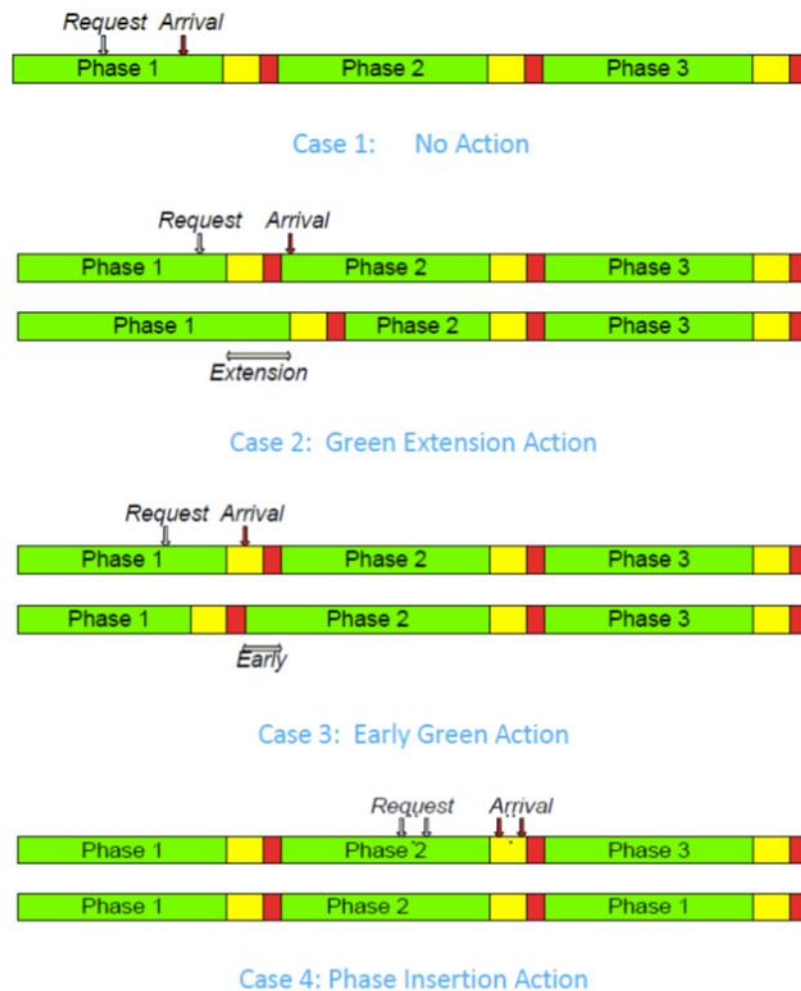 Request Arrival
Phase 1 Phase 2 Phase 3
Case 1: No Action
Request Arrival
Phase 1 Phase 2 Phase 3
Phase 1 Phase 2 Phase 3
Extension
Case 2: Green Extension Action
Request Arrival
Phase 1 Phase 2 Phase 3
Phase 1 Phase 2 Phase 3
Early
Case 3: Early Green Action
Request Arrival
Phase 1 Phase 2 Phase 3
Phase 1 Phase 2 Phase 1
Case 4: Phase Insertion Action